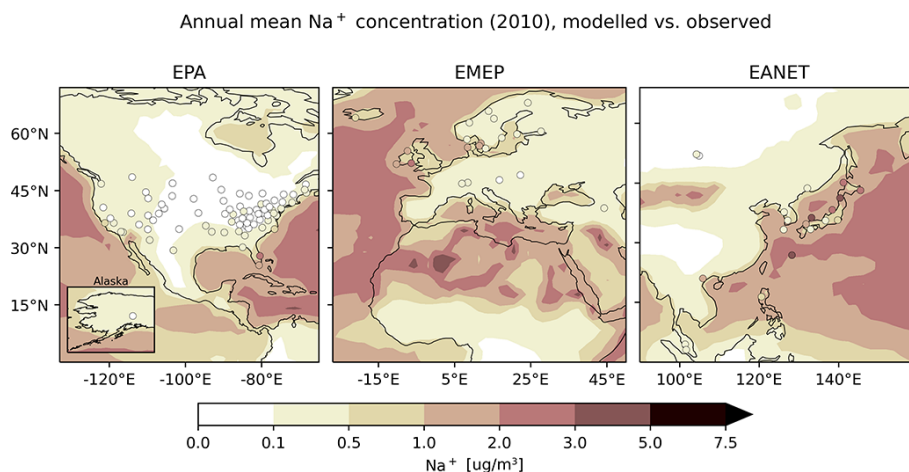 Annual mean Na⁺ concentration (2010), modelled vs. observed
EPA EMEP EANET
60°N
45°N
30°N
15°N
Alaska
-120°E -100°E -80°E -15°E 5°E 25°E 45°E 100°E 120°E 140°E
0.0 0.1 0.5 1.0 2.0 3.0 5.0 7.5
Na⁺ [ug/m³]